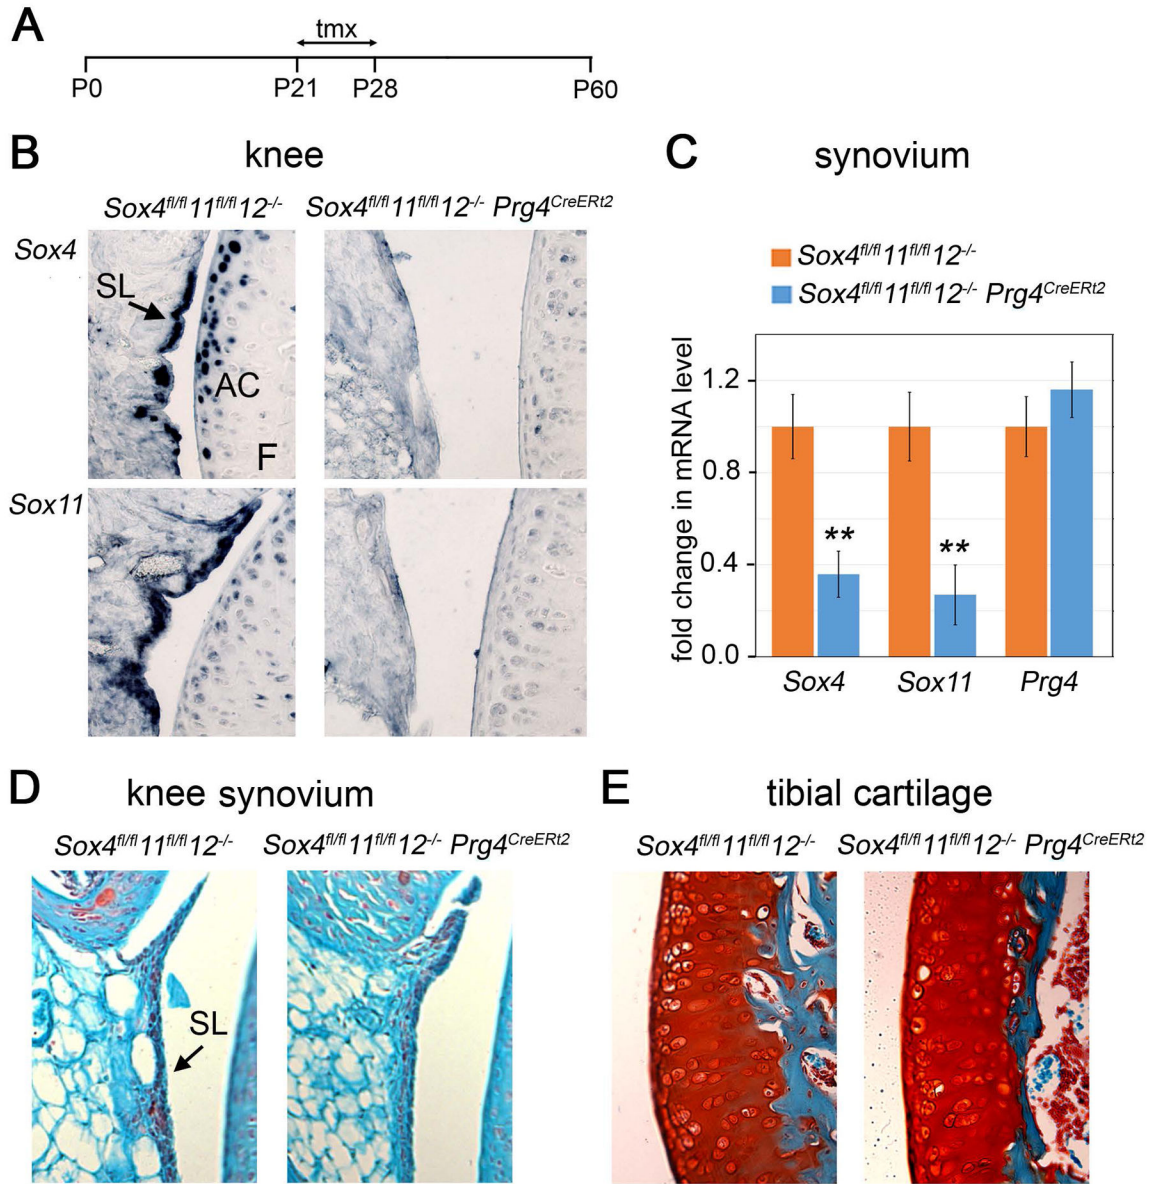 A
tmx
P0 P21 P28 P60
B knee
Sox4fl/fl11fl/fl12-/- Sox4fl/fl11fl/fl12-/- Prg4CreERt2
Sox4
SL
AC
F
Sox11
C synovium
Sox4fl/fl11fl/fl12-/-
Sox4fl/fl11fl/fl12-/- Prg4CreERt2
fold change in mRNA level
1.2
0.8
0.4
0.0
**
**
Sox4 Sox11 Prg4
D knee synovium
Sox4fl/fl11fl/fl12-/- Sox4fl/fl11fl/fl12-/- Prg4CreERt2
SL
E tibial cartilage
Sox4fl/fl11fl/fl12-/- Sox4fl/fl11fl/fl12-/- Prg4CreERt2